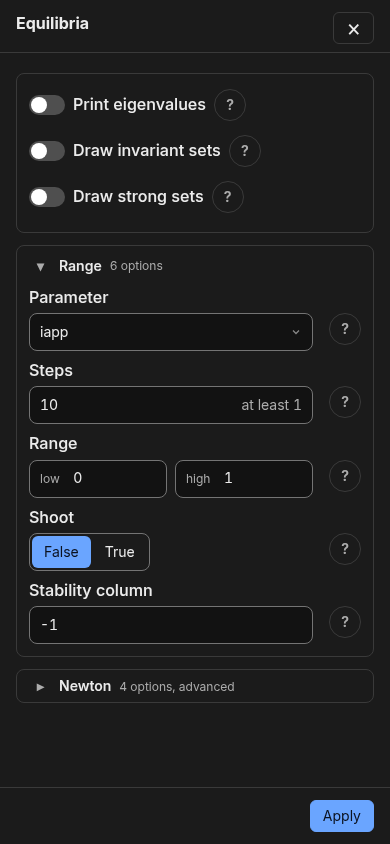 Equilibria ×
Print eigenvalues ?
Draw invariant sets ?
Draw strong sets ?
▼ Range 6 options
Parameter
iapp ?
Steps
10 at least 1 ?
Range
low 0 high 1 ?
Shoot
False True ?
Stability column
-1 ?
► Newton 4 options, advanced
Apply